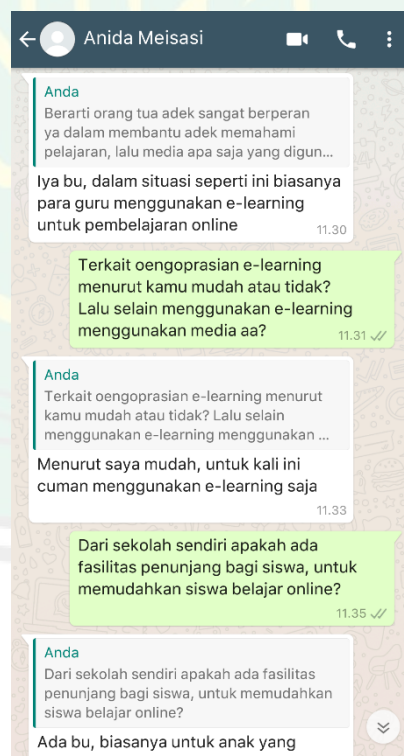 Anida Meisasi
Anda
Berarti orang tua adek sangat berperan
ya dalam membantu adek memahami
pelajaran, lalu media apa saja yang digun...
Iya bu, dalam situasi seperti ini biasanya
para guru menggunakan e-learning
untuk pembelajaran online
11.30
Terkait oengoprasian e-learning
menurut kamu mudah atau tidak?
Lalu selain menggunakan e-learning
menggunakan media aa?
11.31
Anda
Terkait oengoprasian e-learning menurut
kamu mudah atau tidak? Lalu selain
menggunakan e-learning menggunakan ...
Menurut saya mudah, untuk kali ini
cuman menggunakan e-learning saja
11.33
Dari sekolah sendiri apakah ada
fasilitas penunjang bagi siswa, untuk
memudahkan siswa belajar online?
11.35
Anda
Dari sekolah sendiri apakah ada fasilitas
penunjang bagi siswa, untuk memudahkan
siswa belajar online?
Ada bu, biasanya untuk anak yang